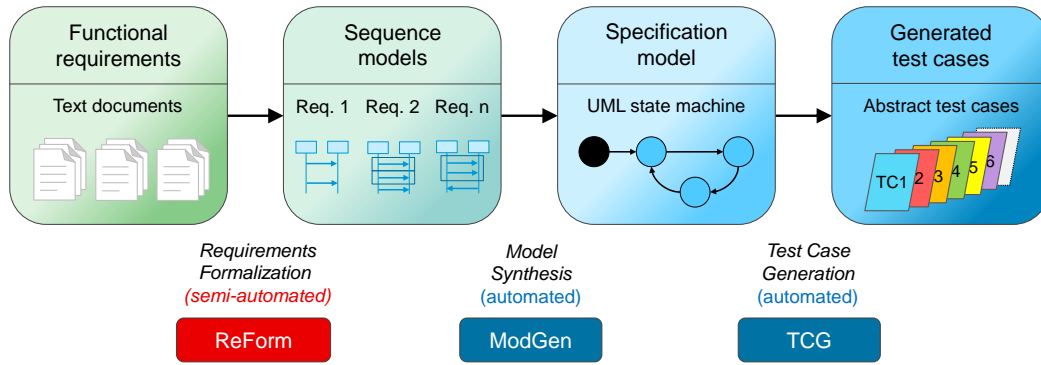 Functional
requirements
Text documents
Sequence
models
Req. 1 Req. 2 Req. n
Specification
model
UML state machine
Generated
test cases
Abstract test cases
TC1 2 3 4 5 6
Requirements
Formalization
(semi-automated)
ReForm
Model
Synthesis
(automated)
ModGen
Test Case
Generation
(automated)
TCG